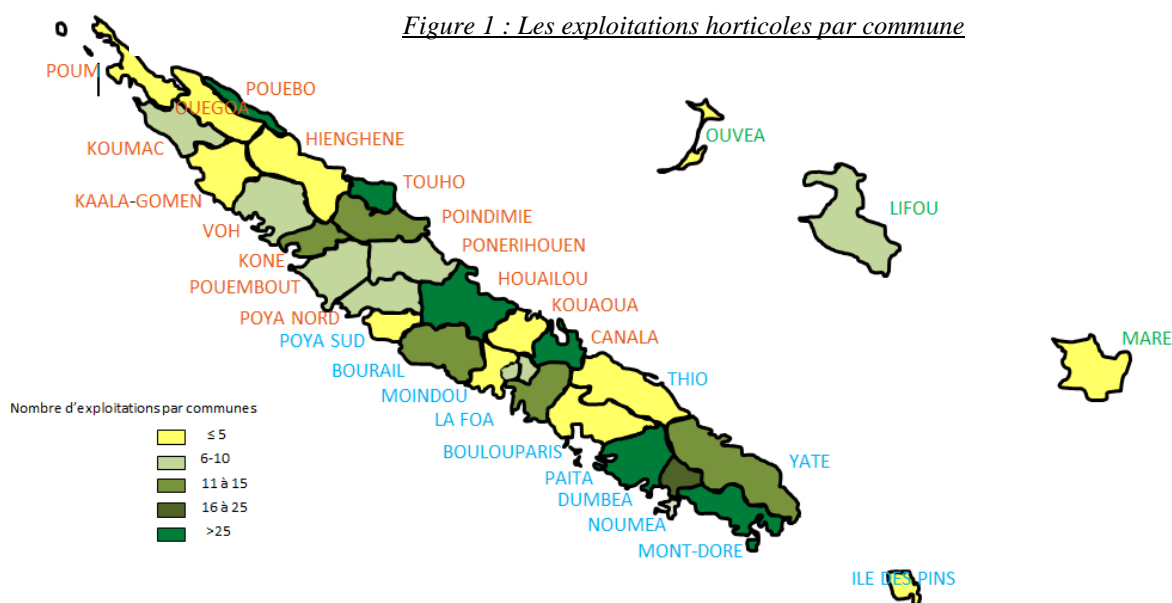 Figure 1 : Les exploitations horticoles par commune
POUM
POUEBO
OUEGOA
OUVEA
KOUMAC
HIENGHENE
TOUHO
KAALA-GOMEN
LIFOU
POINDIMIE
VOH
PONERIHOUEN
KONE
HOUAILOU
POUEMBOUT
KOUAOUA
POYA NORD
CANALA
POYA SUD
MARE
BOURAIL
THIO
MOINDOU
LA FOA
BOULOUPARIS
YATE
PAITA
DUMBEA
NOUMEA
MONT-DORE
ILE DES PINS
Nombre d'exploitations par communes
≤ 5
6-10
11 à 15
16 à 25
>25